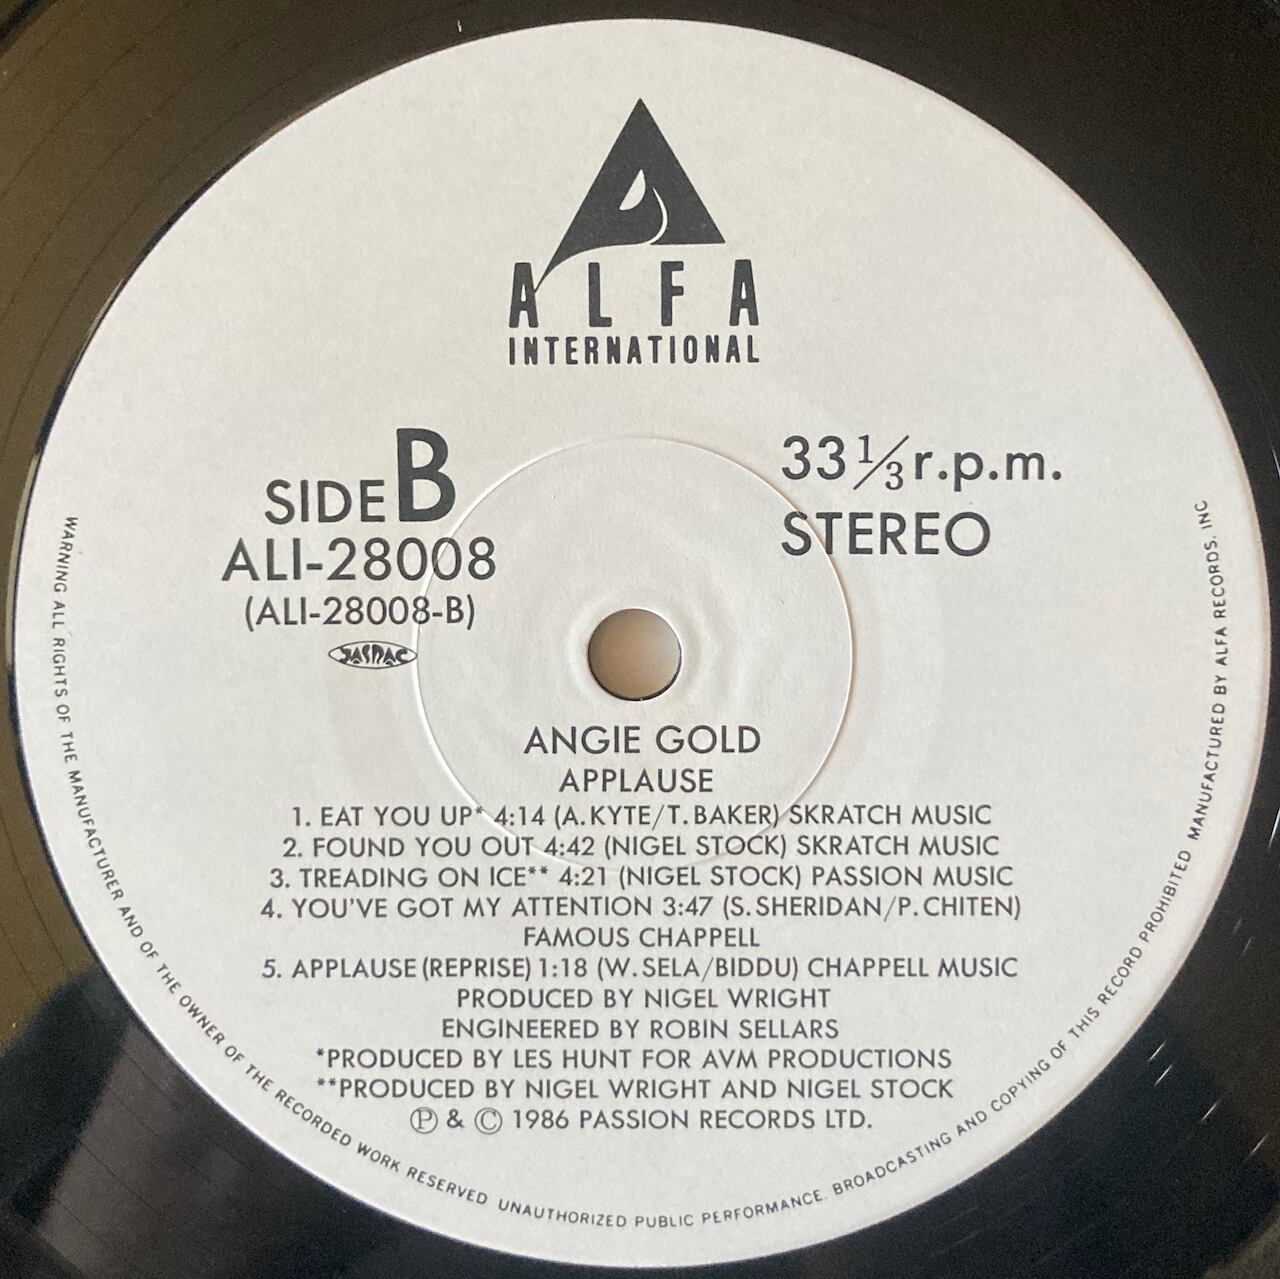 ALFA
INTERNATIONAL
SIDE B
ALI-28008
(ALI-28008-B)
JASRAC
33 1/3 r.p.m.
STEREO
ANGIE GOLD
APPLAUSE
1. EAT YOU UP* 4:14 (A.KYTE/T.BAKER) SKRATCH MUSIC
2. FOUND YOU OUT 4:42 (NIGEL STOCK) SKRATCH MUSIC
3. TREADING ON ICE** 4:21 (NIGEL STOCK) PASSION MUSIC
4. YOU'VE GOT MY ATTENTION 3:47 (S.SHERIDAN/P.CHITEN)
FAMOUS CHAPPELL
5. APPLAUSE (REPRISE) 1:18 (W.SELA/BIDDU) CHAPPELL MUSIC
PRODUCED BY NIGEL WRIGHT
ENGINEERED BY ROBIN SELLARS
*PRODUCED BY LES HUNT FOR AVM PRODUCTIONS
**PRODUCED BY NIGEL WRIGHT AND NIGEL STOCK
Ⓟ & © 1986 PASSION RECORDS LTD.
WARNING ALL RIGHTS OF THE MANUFACTURER AND OF THE OWNER OF THE RECORDED WORK RESERVED UNAUTHORIZED PUBLIC PERFORMANCE. BROADCASTING AND COPYING OF THIS RECORD PROHIBITED MANUFACTURED BY ALFA RECORDS. INC